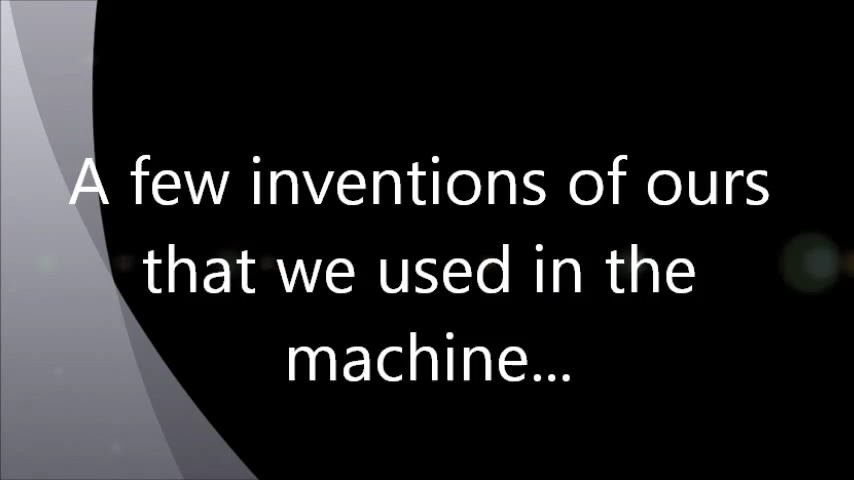 A few inventions of ours
that we used in the
machine...